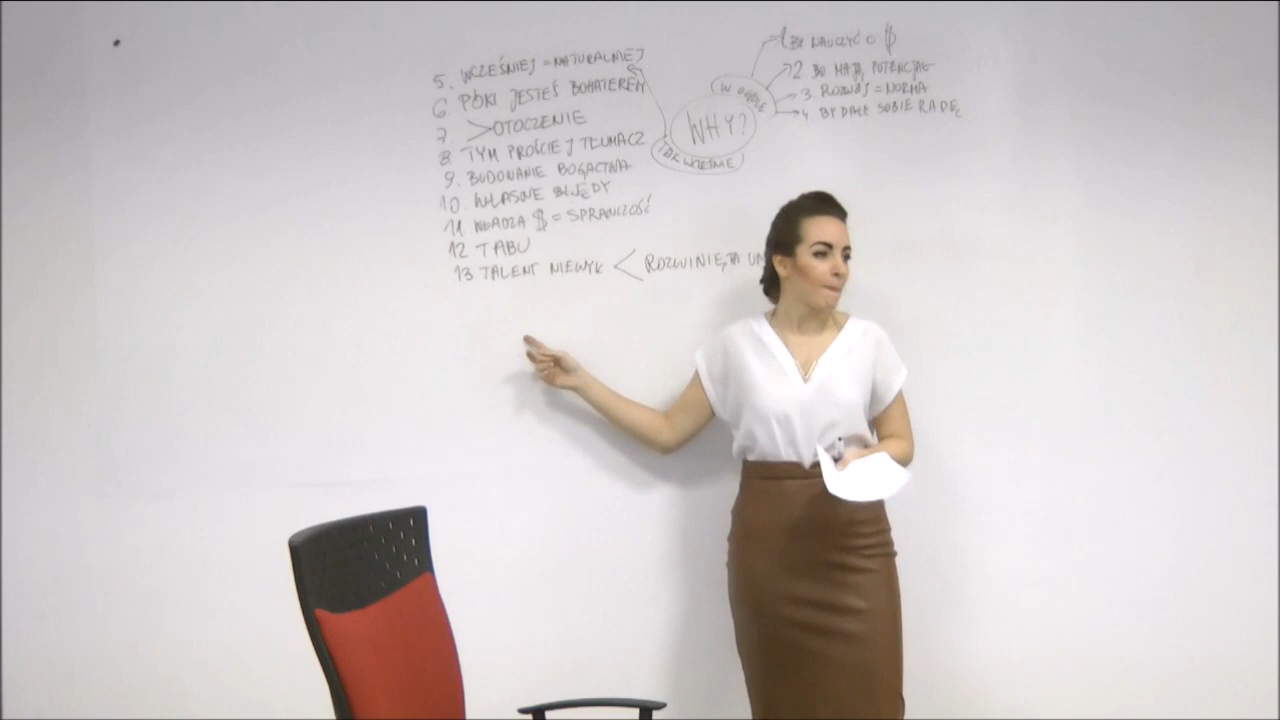 5. WCZEŚNIEJ = NATURALNIEJ
6. PÓKI JESTEŚ BOHATEREM
7. > OTOCZENIE
8. TYM PROŚCIEJ TŁUMACZ
9. BUDOWANIE BOGACTWA
10. WŁASNE BŁĘDY
11. WŁADZA $ = SPRAWCZOŚĆ
12 TABU
13 TALENT NIEWYK < ROZWINIĘTA UM
WHY?
W OGÓLE
1. BY NAUCZYĆ O $
2. BO MAJĄ POTENCJAŁ
3. ROZWÓJ = NORMA
4. BY DAŁE SOBIE RADĘ
TAK WCZEŚNIE